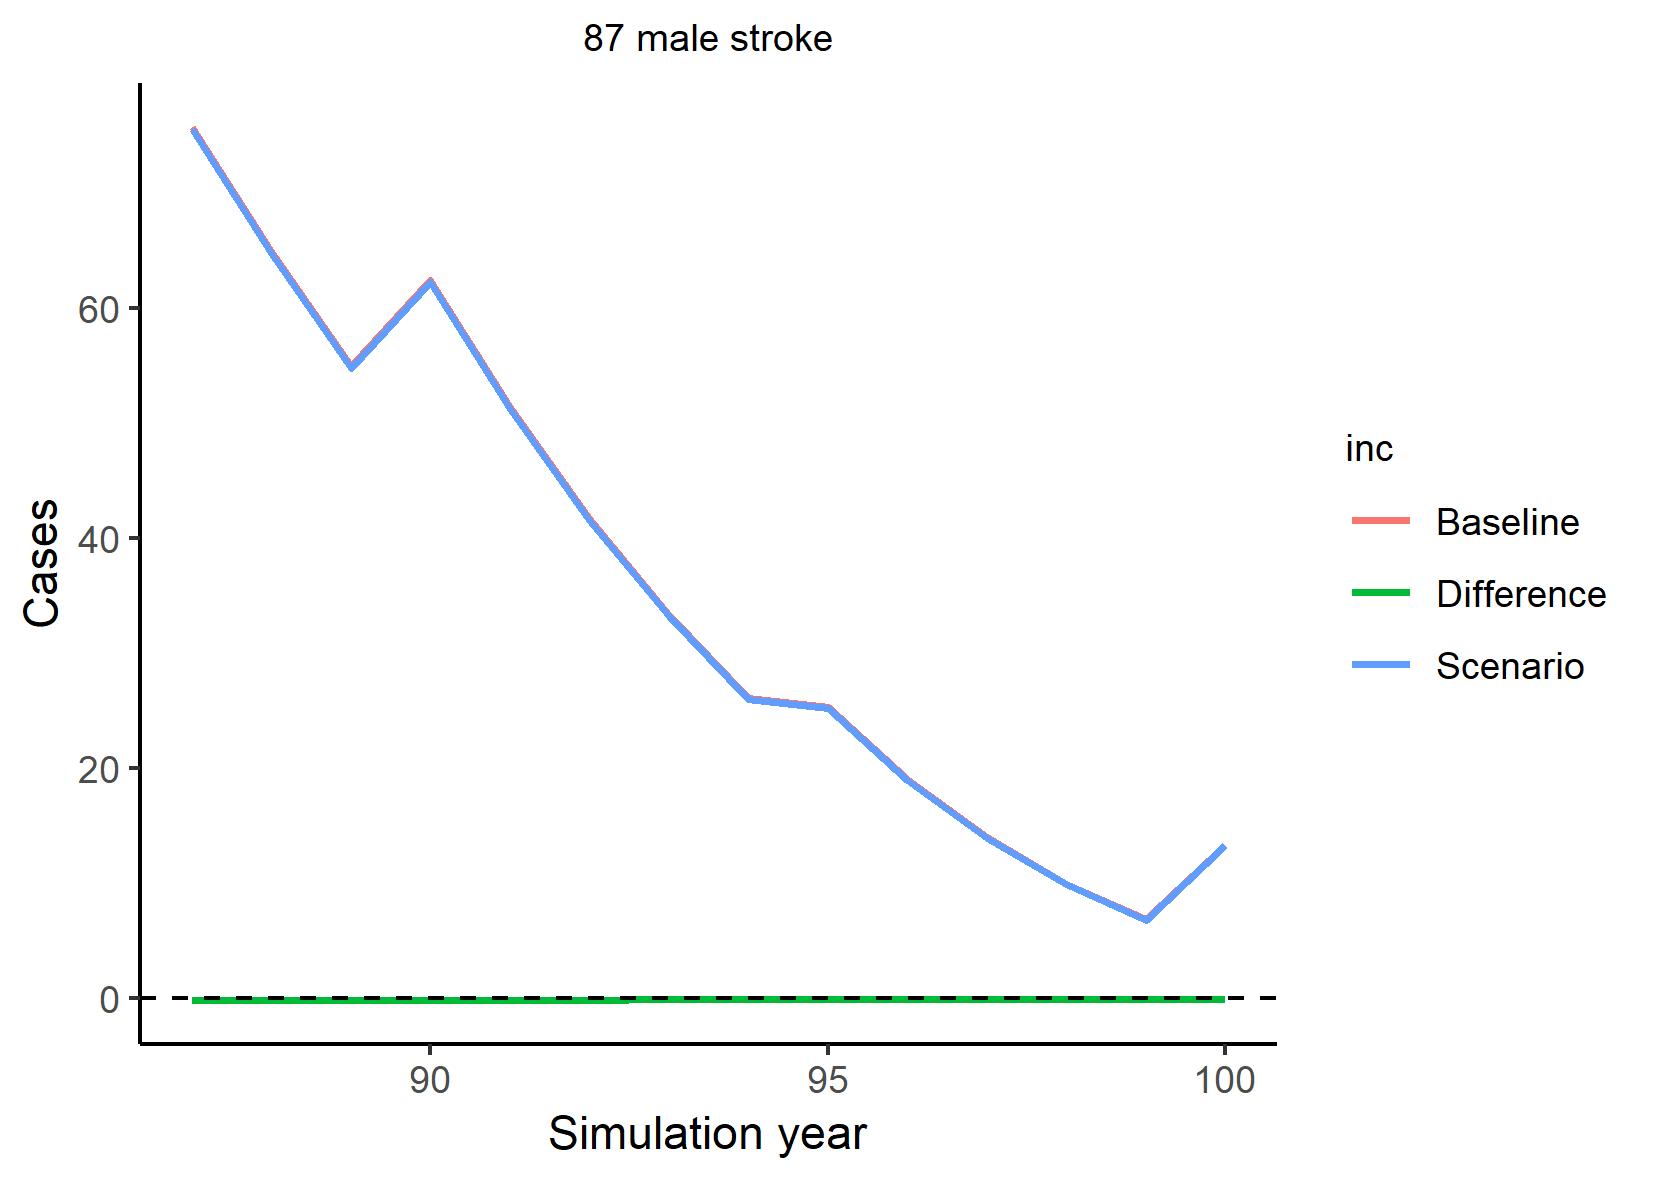 87 male stroke
Cases
60
40
20
0
90 95 100
Simulation year
inc
Baseline
Difference
Scenario